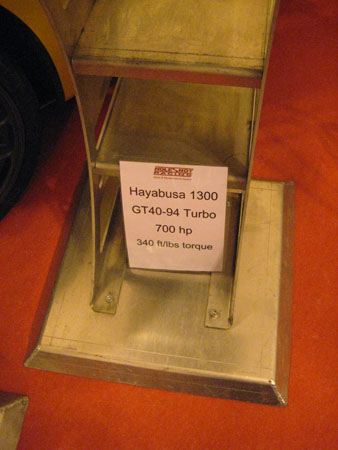 Hayabusa 1300
GT40-94 Turbo
700 hp
340 ft/lbs torque